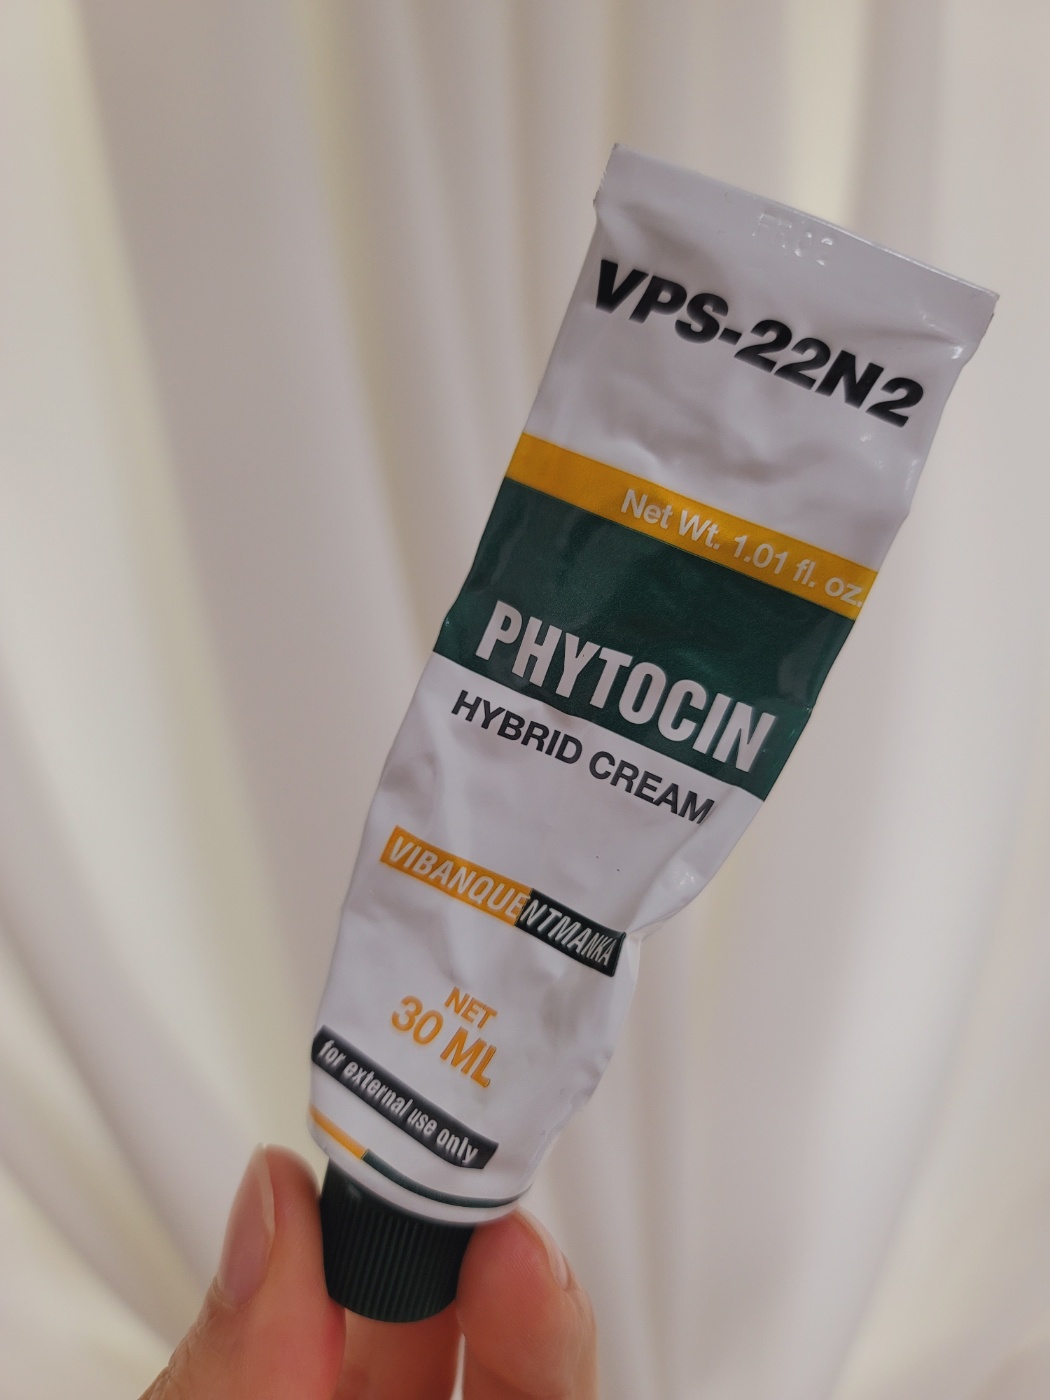 VPS-22N2
Net Wt. 1.01 fl. oz.
PHYTOCIN
HYBRID CREAM
VIBANQUENTMANKA
NET
30 ML
for external use only